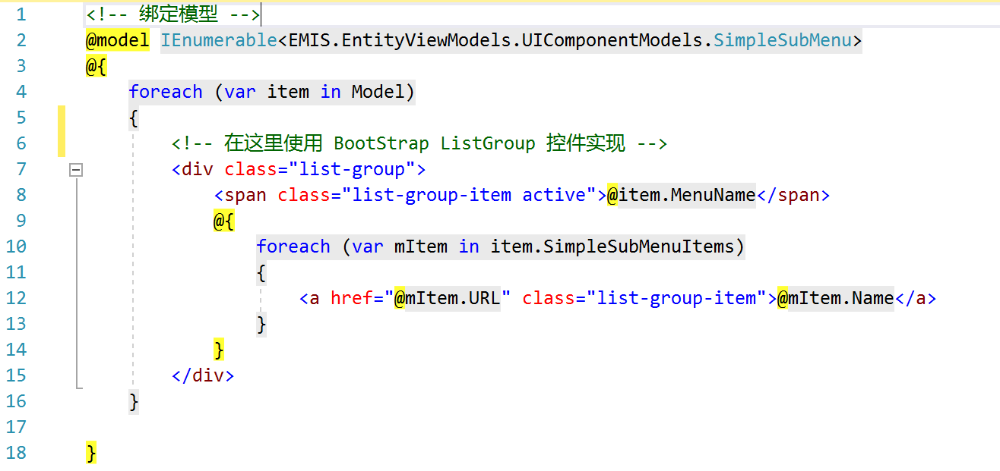 1 <!-- 绑定模型 -->
2 @model IEnumerable<EMIS.EntityViewModels.UIComponentModels.SimpleSubMenu>
3 @{
4 foreach (var item in Model)
5 {
6 <!-- 在这里使用 BootStrap ListGroup 控件实现 -->
7 <div class="list-group">
8 <span class="list-group-item active">@item.MenuName</span>
9 @{
10 foreach (var mItem in item.SimpleSubMenuItems)
11 {
12 <a href="@mItem.URL" class="list-group-item">@mItem.Name</a>
13 }
14 }
15 </div>
16 }
17
18 }